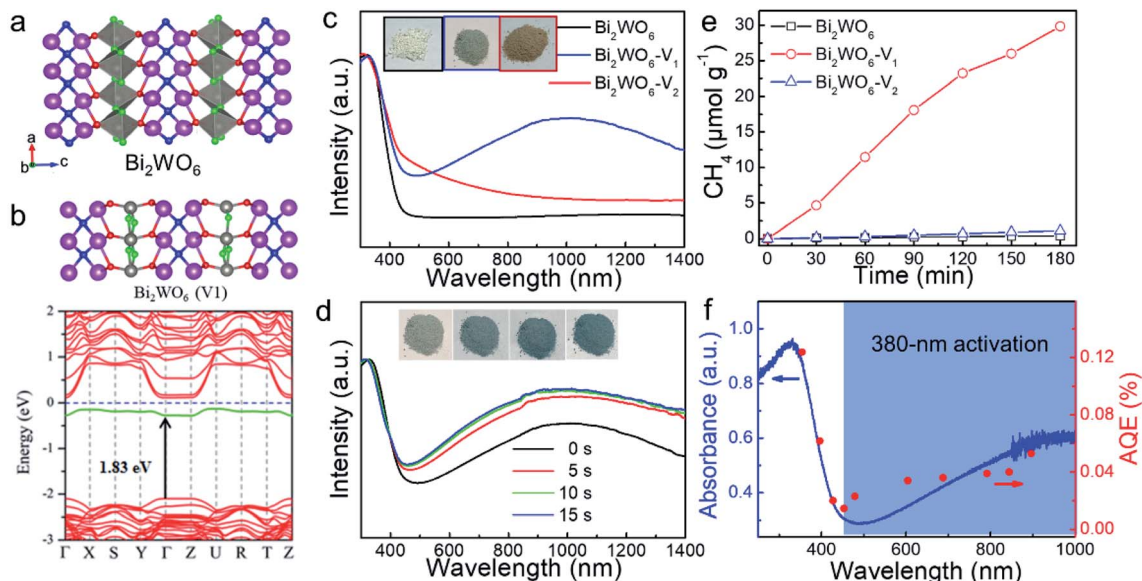 a
a
b
c
Bi₂WO₆
b
Bi₂WO₆ (V1)
Energy (eV)
2
1
0
-1
-2
-3
1.83 eV
Γ X S Y Γ Z U R T Z
c
Intensity (a.u.)
Bi₂WO₆
Bi₂WO₆-V₁
Bi₂WO₆-V₂
400 600 800 1000 1200 1400
Wavelength (nm)
d
Intensity (a.u.)
0 s
5 s
10 s
15 s
400 600 800 1000 1200 1400
Wavelength (nm)
e
CH₄ (μmol g⁻¹)
30
25
20
15
10
5
0
Bi₂WO₆
Bi₂WO₆-V₁
Bi₂WO₆-V₂
0 30 60 90 120 150 180
Time (min)
f
Absorbance (a.u.)
1.0
0.8
0.6
0.4
380-nm activation
0.12
0.08
0.04
0.00
AQE (%)
400 600 800 1000
Wavelength (nm)